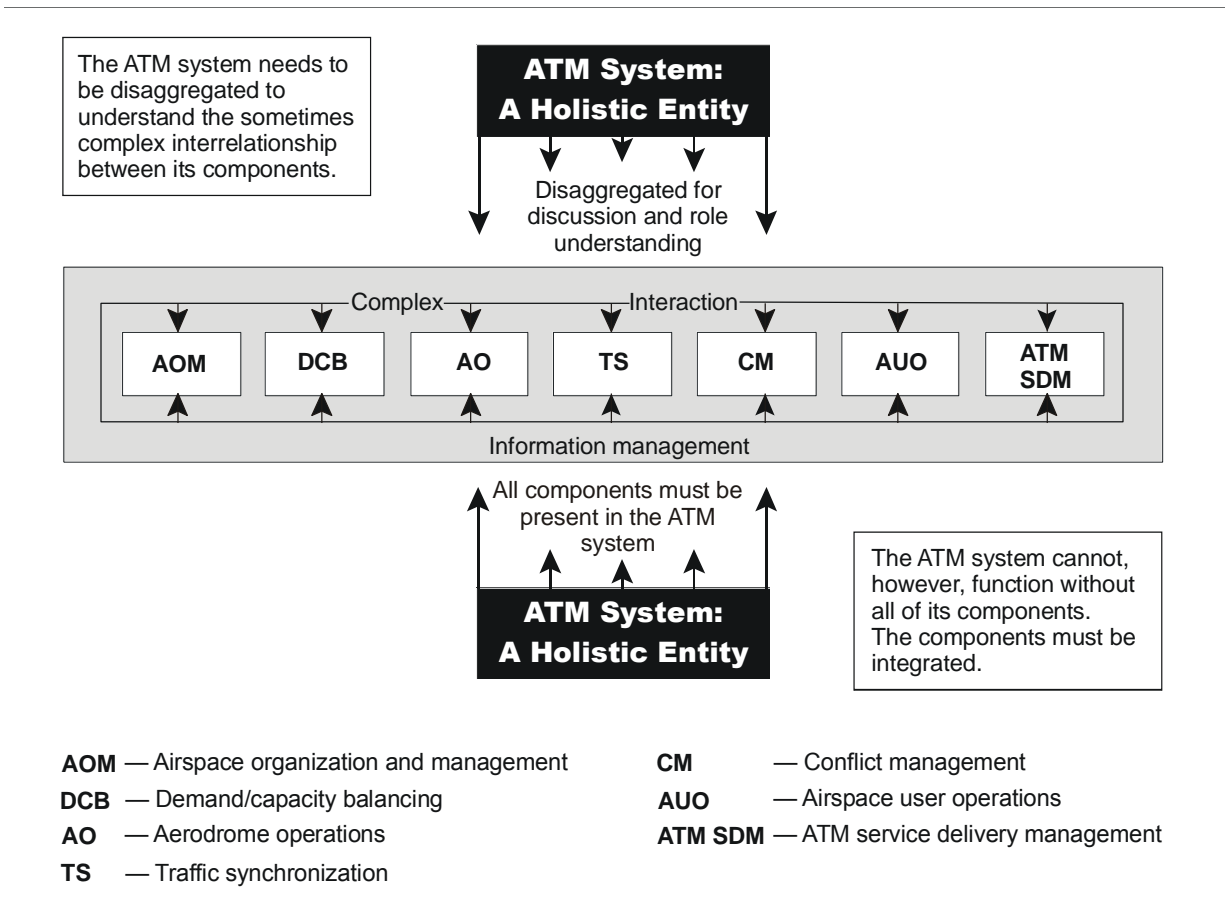 The ATM system needs to
be disaggregated to
understand the sometimes
complex interrelationship
between its components.
ATM System:
A Holistic Entity
Disaggregated for
discussion and role
understanding
Complex
Interaction
AOM
DCB
AO
TS
CM
AUO
ATM
SDM
Information management
All components must be
present in the ATM
system
ATM System:
A Holistic Entity
The ATM system cannot,
however, function without
all of its components.
The components must be
integrated.
AOM — Airspace organization and management
DCB — Demand/capacity balancing
AO — Aerodrome operations
TS — Traffic synchronization
CM — Conflict management
AUO — Airspace user operations
ATM SDM — ATM service delivery management